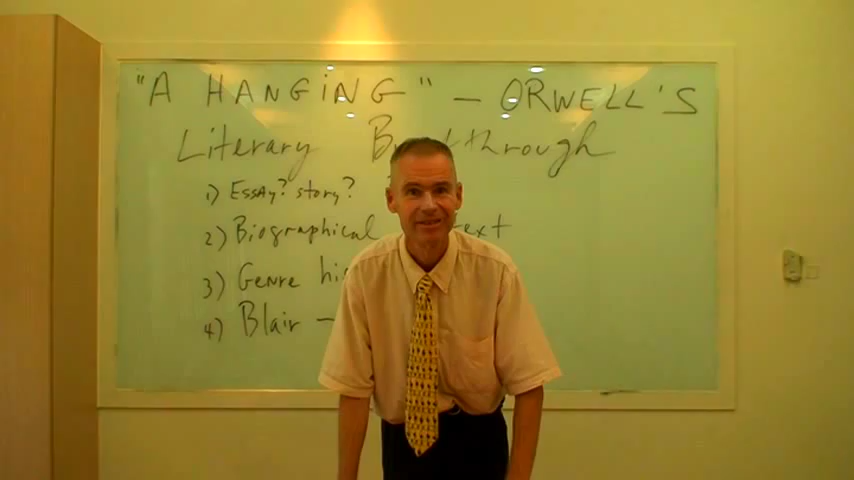 "A HANGING" – ORWELL'S
Literary
1) Essay? story?
2) Biographical
3) Genre
4) Blair –